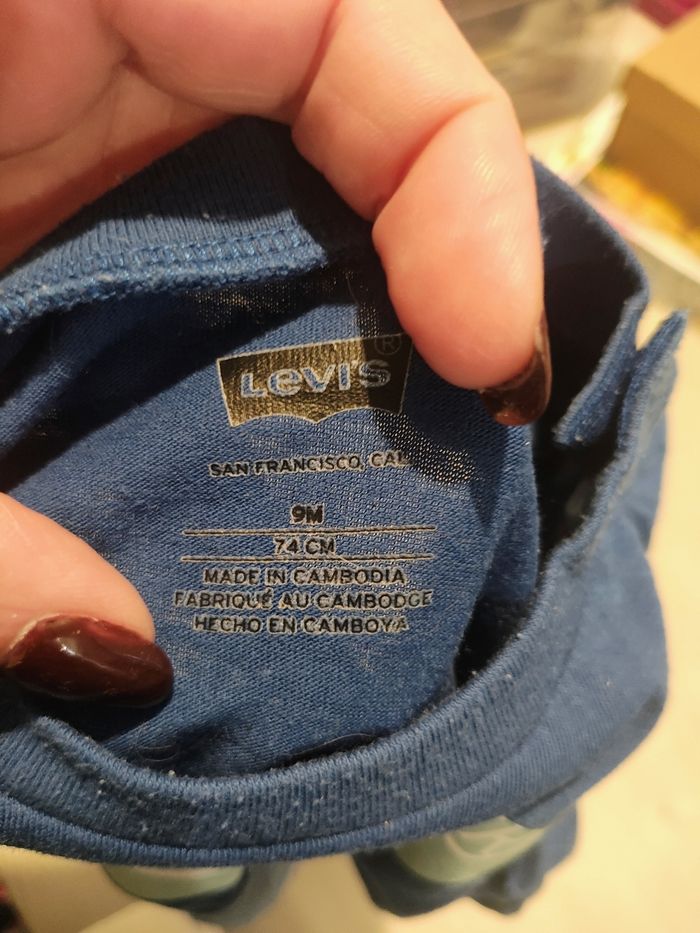 LEVI'S ®
SAN FRANCISCO, CAL
9M
74 CM
MADE IN CAMBODIA
FABRIQUÉ AU CAMBODGE
HECHO EN CAMBOYA